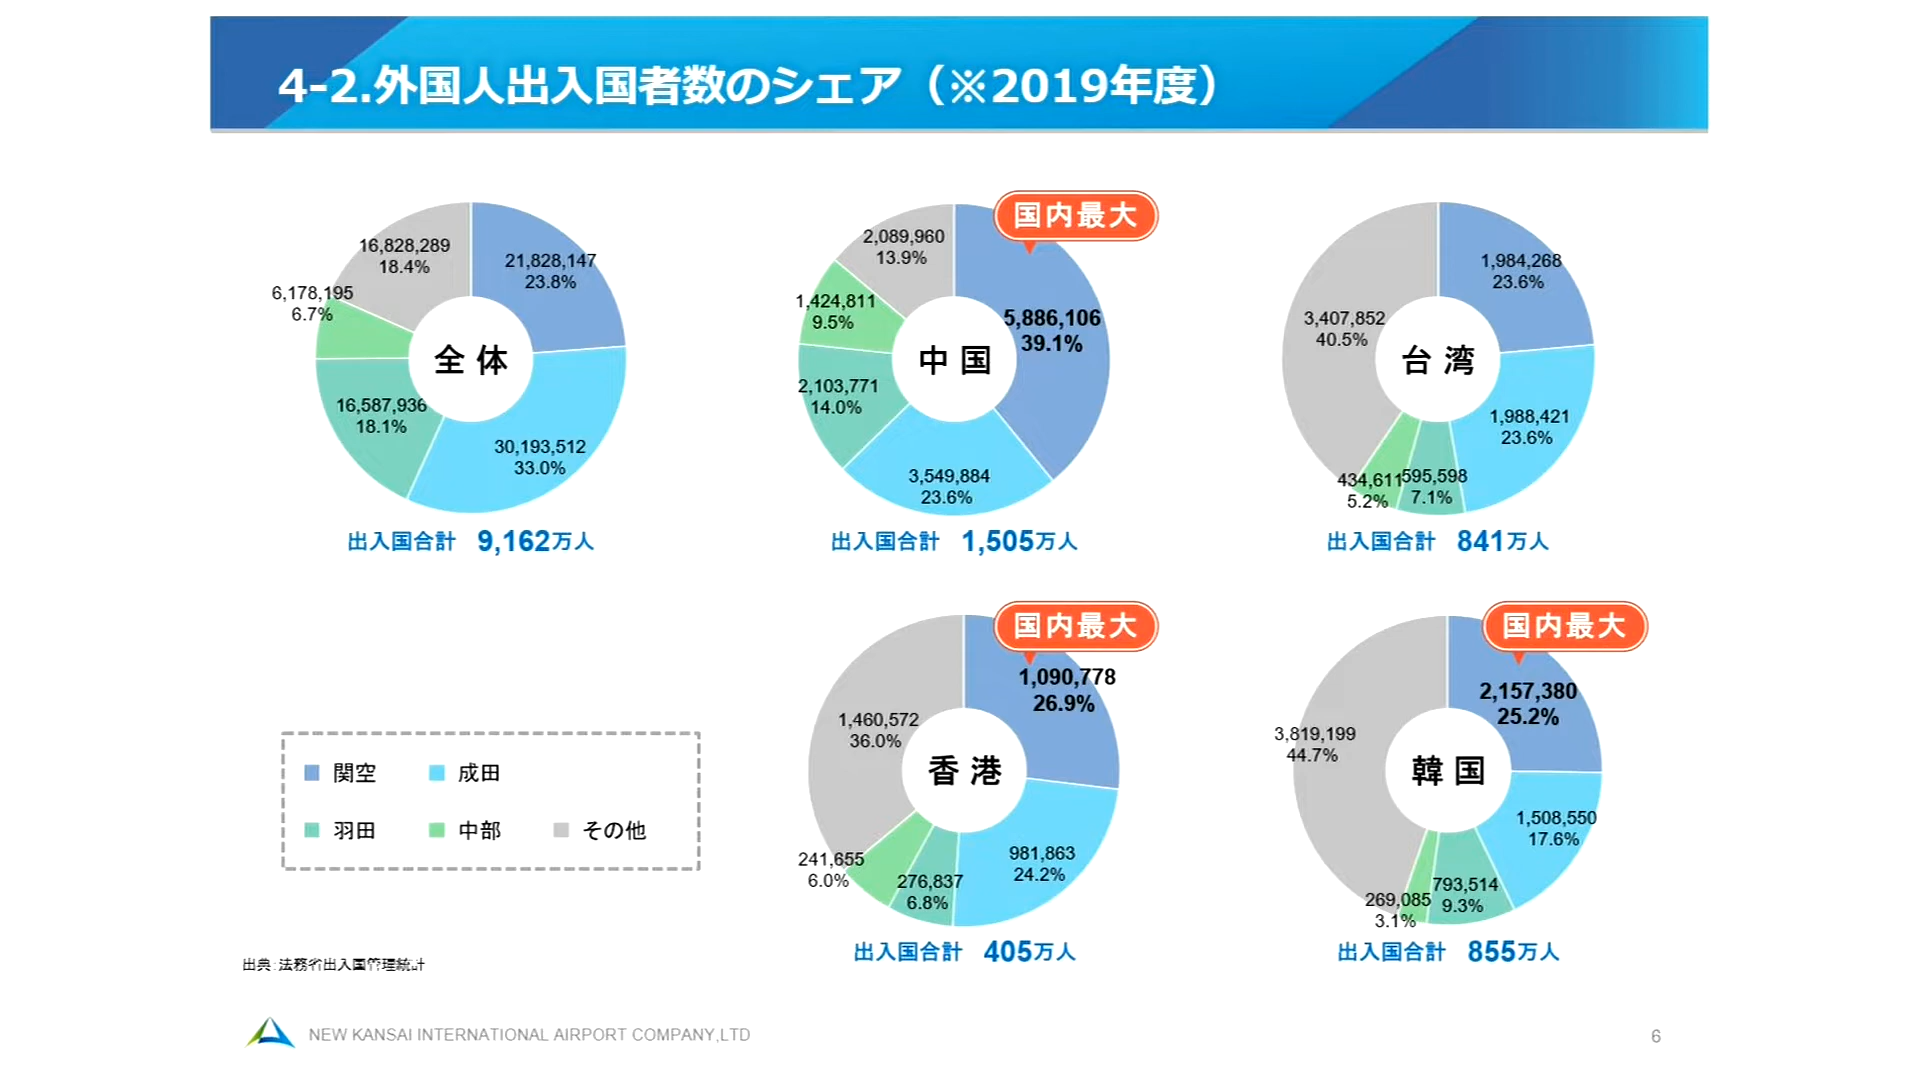 4-2.外国人出入国者数のシェア（※2019年度）
16,828,289
18.4%
21,828,147
23.8%
6,178,195
6.7%
全体
16,587,936
18.1%
30,193,512
33.0%
出入国合計 9,162万人
国内最大
2,089,960
13.9%
1,424,811
9.5%
5,886,106
39.1%
中国
2,103,771
14.0%
3,549,884
23.6%
出入国合計 1,505万人
1,984,268
23.6%
3,407,852
40.5%
台湾
1,988,421
23.6%
434,611
5.2%
595,598
7.1%
出入国合計 841万人
国内最大
1,090,778
26.9%
1,460,572
36.0%
香港
241,655
6.0%
276,837
6.8%
981,863
24.2%
出入国合計 405万人
国内最大
2,157,380
25.2%
3,819,199
44.7%
韓国
1,508,550
17.6%
269,085
3.1%
793,514
9.3%
出入国合計 855万人
関空 成田
羽田 中部 その他
出典：法務省出入国管理統計
NEW KANSAI INTERNATIONAL AIRPORT COMPANY,LTD
6